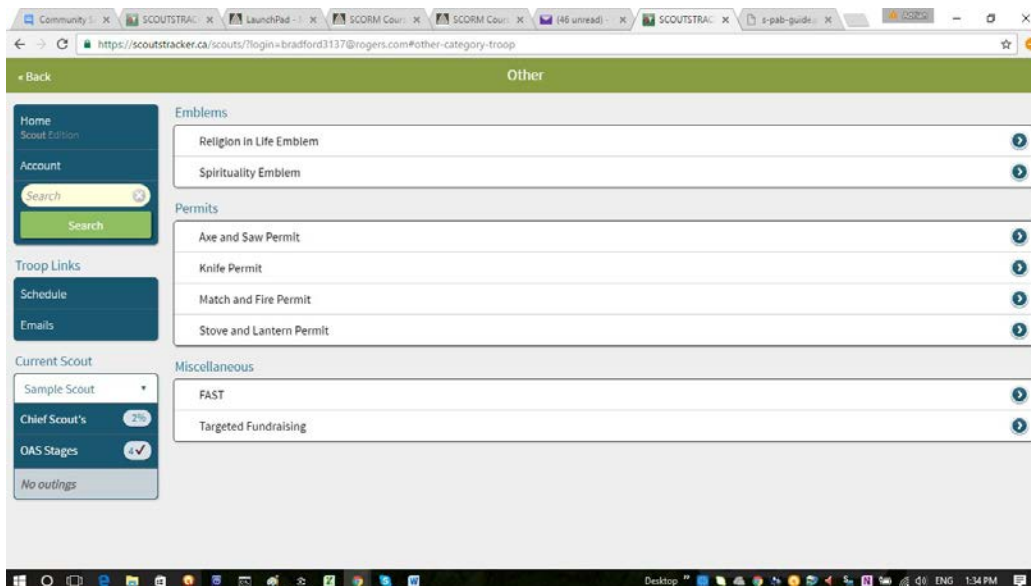 Community S
SCOUTSTRAC
LaunchPad -
SCORM Cour
SCORM Cour
(46 unread) -
SCOUTSTRAC
s-pab-guide
https://scoutstracker.ca/scouts/?login=bradford3137@rogers.com#other-category-troop
« Back
Other
Home
Scout Edition
Account
Search
Search
Troop Links
Schedule
Emails
Current Scout
Sample Scout
Chief Scout's 2%
OAS Stages 4✓
No outings
Emblems
Religion in Life Emblem
Spirituality Emblem
Permits
Axe and Saw Permit
Knife Permit
Match and Fire Permit
Stove and Lantern Permit
Miscellaneous
FAST
Targeted Fundraising
Desktop
ENG 1:34 PM